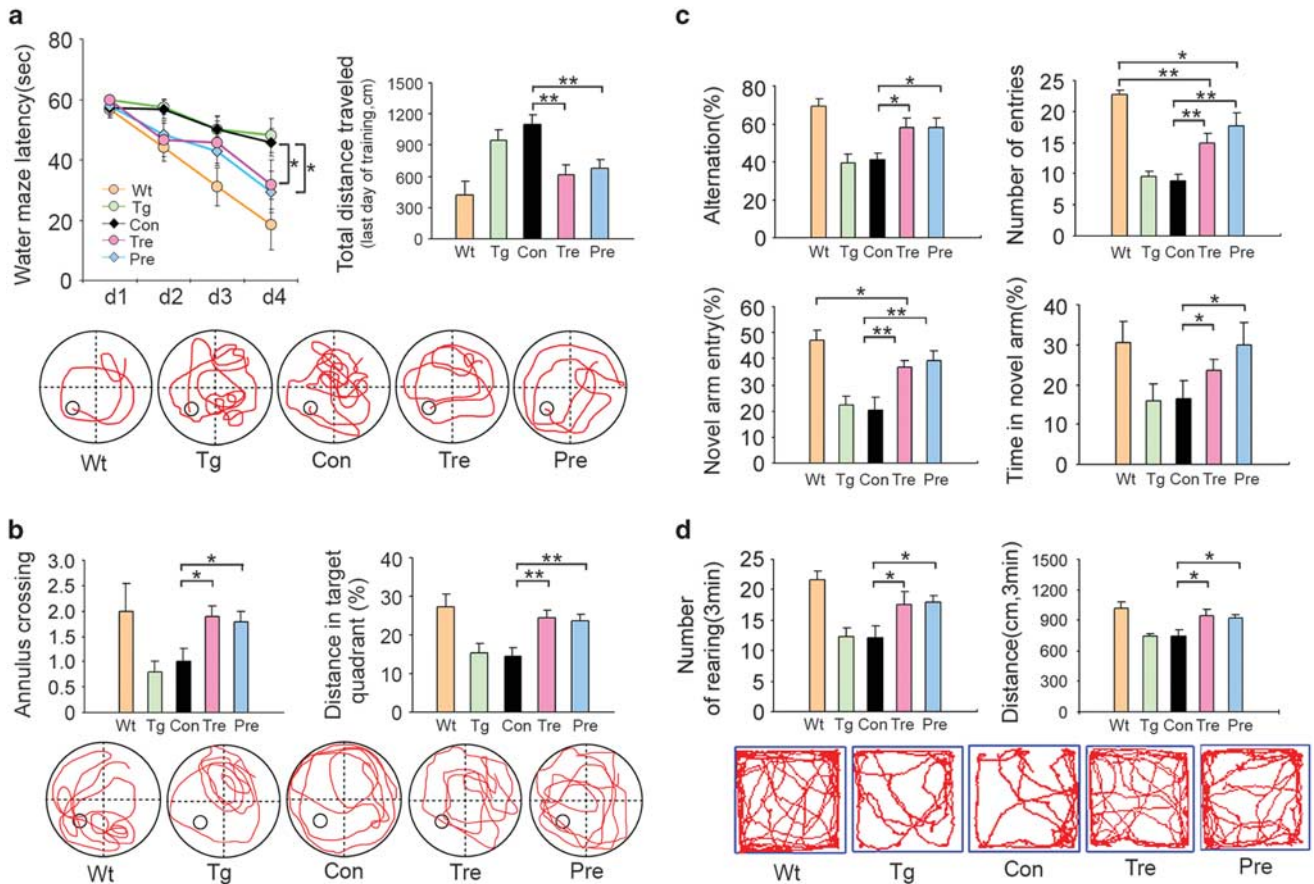 a
80
60
40
20
0
Water maze latency(sec)
Wt
Tg
Con
Tre
Pre
*
*
d1 d2 d3 d4
1500
1200
900
600
300
0
Total distance traveled
(last day of training,cm)
**
**
Wt Tg Con Tre Pre
Wt Tg Con Tre Pre
b
3.0
2.5
2.0
1.5
1.0
0.5
0
Annulus crossing
*
*
Wt Tg Con Tre Pre
40
30
20
10
0
Distance in target
quadrant (%)
**
**
Wt Tg Con Tre Pre
Wt Tg Con Tre Pre
c
80
60
40
20
0
Alternation(%)
*
*
Wt Tg Con Tre Pre
25
20
15
10
5
0
Number of entries
*
**
**
**
Wt Tg Con Tre Pre
60
50
40
30
20
10
0
Novel arm entry(%)
*
**
**
Wt Tg Con Tre Pre
40
30
20
10
0
Time in novel arm(%)
*
*
Wt Tg Con Tre Pre
d
25
20
15
10
5
0
Number
of rearing(3min)
*
*
Wt Tg Con Tre Pre
1500
1200
900
600
300
0
Distance(cm,3min)
*
*
Wt Tg Con Tre Pre
Wt Tg Con Tre Pre